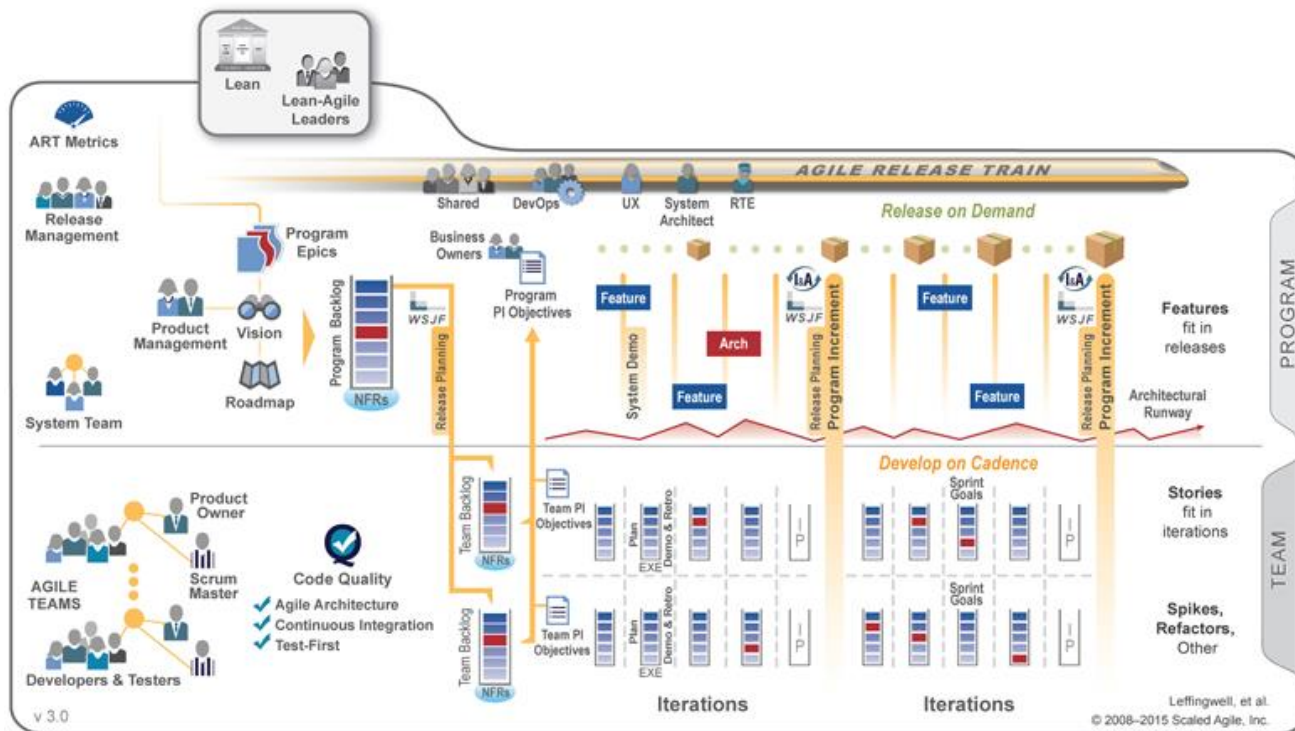 Lean
Lean-Agile
Leaders
ART Metrics
AGILE RELEASE TRAIN
Shared
DevOps
UX
System
Architect
RTE
Release
Management
Program
Epics
Business
Owners
Release on Demand
Product
Management
Vision
Roadmap
System Team
Program Backlog
NFRs
WSJF
Release Planning
Program
PI Objectives
Feature
System Demo
Arch
Feature
I&A
WSJF
Release Planning
Program Increment
Feature
Feature
I&A
WSJF
Release Planning
Program Increment
Features
fit in
releases
Architectural
Runway
PROGRAM
Develop on Cadence
Product
Owner
AGILE
TEAMS
Scrum
Master
Developers & Testers
Code Quality
Agile Architecture
Continuous Integration
Test-First
Team Backlog
NFRs
Team PI
Objectives
Plan
EXE
Demo & Retro
I
P
Sprint
Goals
I
P
Stories
fit in
iterations
Team Backlog
NFRs
Team PI
Objectives
Plan
EXE
Demo & Retro
I
P
Sprint
Goals
I
P
Spikes,
Refactors,
Other
TEAM
Iterations
Iterations
v 3.0
Leffingwell, et al.
© 2008–2015 Scaled Agile, Inc.